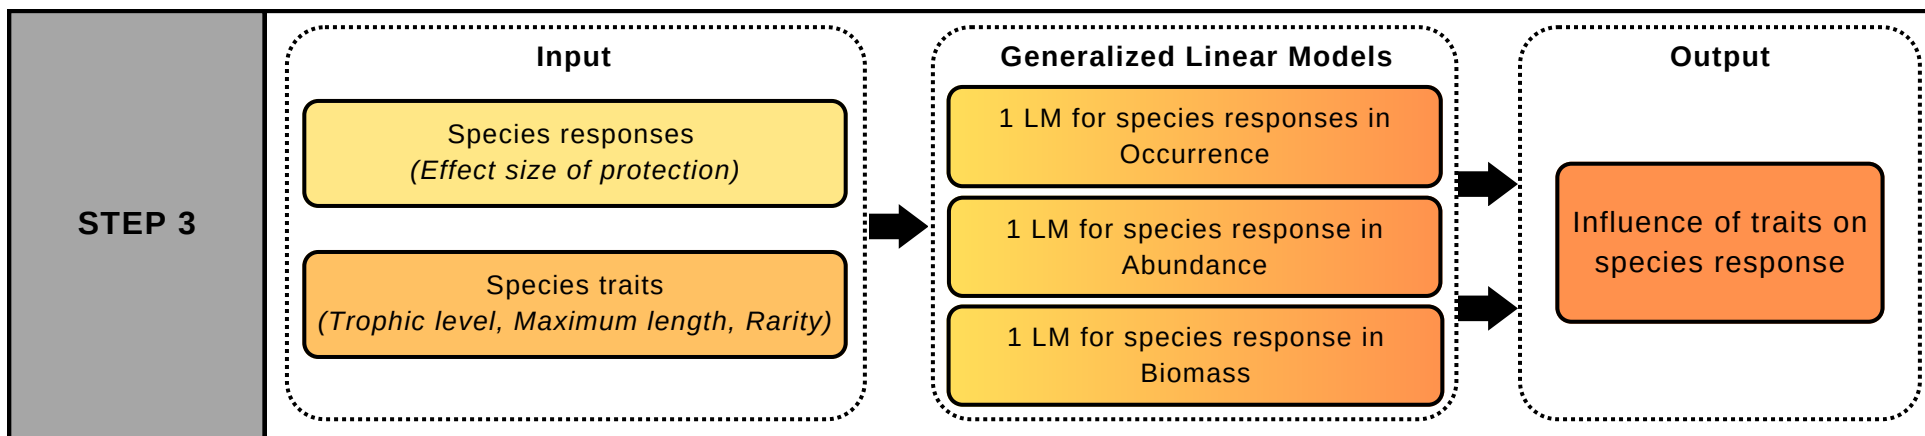 STEP 3
Input
Species responses
(Effect size of protection)
Species traits
(Trophic level, Maximum length, Rarity)
Generalized Linear Models
1 LM for species responses in
Occurrence
1 LM for species response in
Abundance
1 LM for species response in
Biomass
Output
Influence of traits on
species response